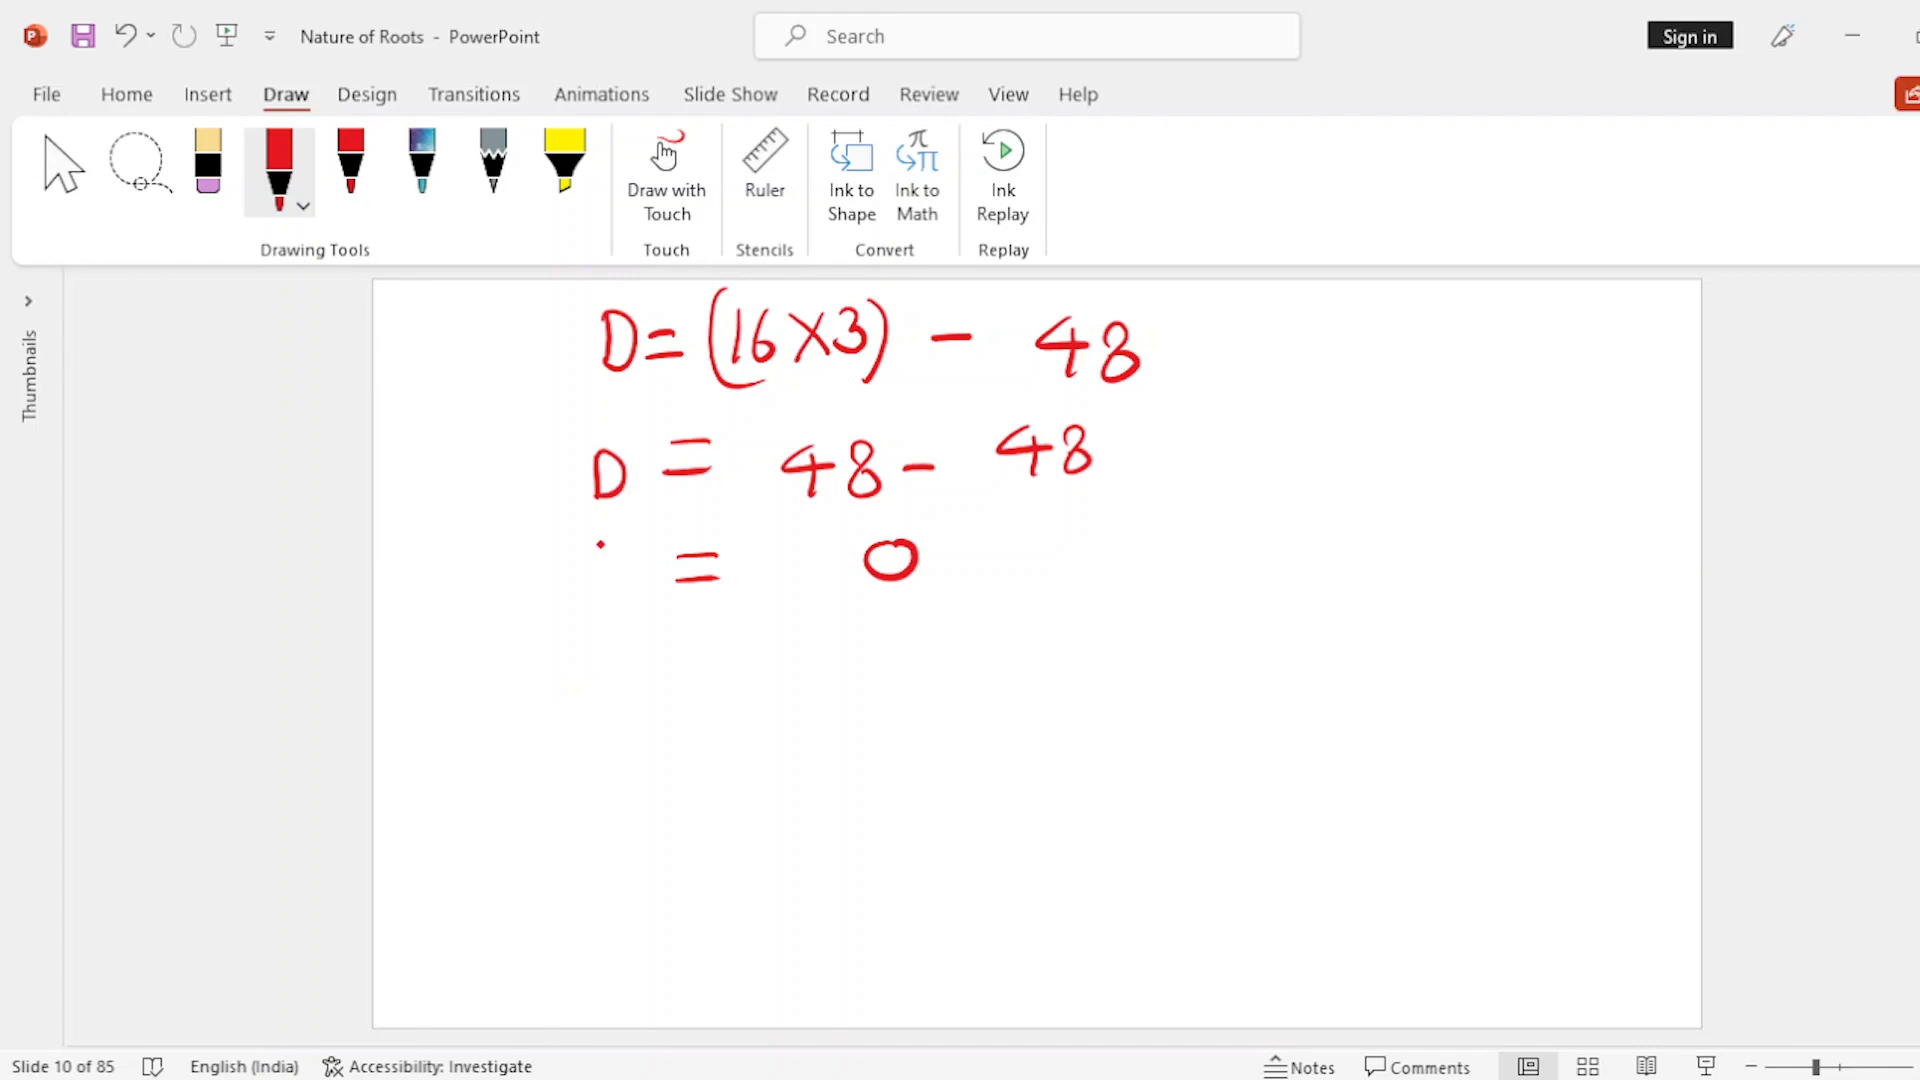 Nature of Roots - PowerPoint
Search
Sign in
File Home Insert Draw Design Transitions Animations Slide Show Record Review View Help
Draw with Touch
Ruler
Ink to Shape
Ink to Math
Ink Replay
Drawing Tools Touch Stencils Convert Replay
Thumbnails
D = (16 X 3) - 48
D = 48 - 48
= 0
Slide 10 of 85 English (India) Accessibility: Investigate Notes Comments